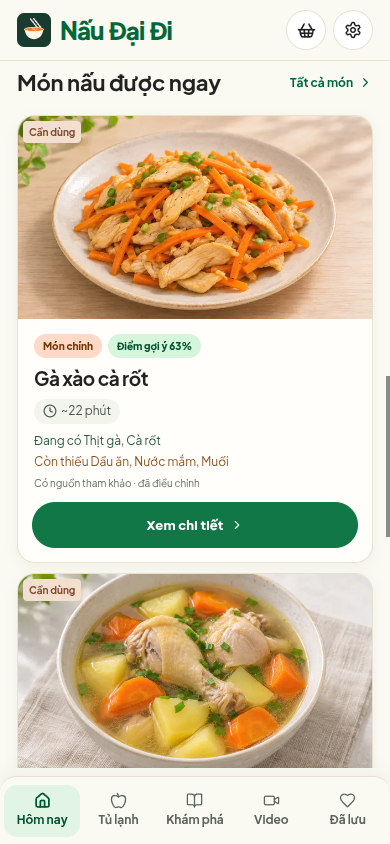 Nấu Đại Đi
Món nấu được ngay
Tất cả món
Cần dùng
Món chính
Điểm gợi ý 63%
Gà xào cà rốt
~22 phút
Đang có Thịt gà, Cà rốt
Còn thiếu Dầu ăn, Nước mắm, Muối
Có nguồn tham khảo · đã điều chỉnh
Xem chi tiết
Cần dùng
Hôm nay
Tủ lạnh
Khám phá
Video
Đã lưu